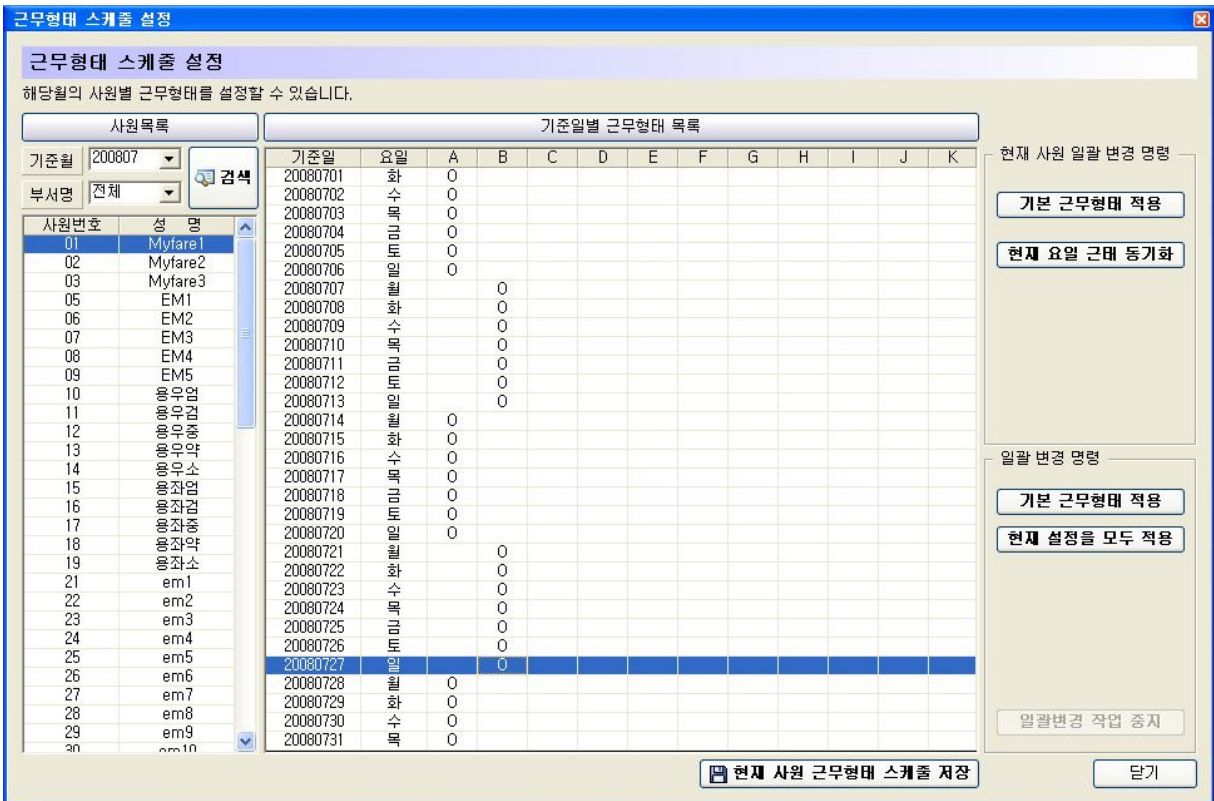 근무형태 스케줄 설정
근무형태 스케줄 설정
해당월의 사원별 근무형태를 설정할 수 있습니다.
사원목록
기준월 200807
부서명 전체
검색
사원번호 성 명
01 Myfare1
02 Myfare2
03 Myfare3
05 EM1
06 EM2
07 EM3
08 EM4
09 EM5
10 용우엄
11 용우검
12 용우중
13 용우약
14 용우소
15 용좌엄
16 용좌검
17 용좌중
18 용좌약
19 용좌소
21 em1
22 em2
23 em3
24 em4
25 em5
26 em6
27 em7
28 em8
29 em9
30 em10
기준일별 근무형태 목록
기준일 요일 A B C D E F G H I J K
20080701 화 O
20080702 수 O
20080703 목 O
20080704 금 O
20080705 토 O
20080706 일 O
20080707 월 O
20080708 화 O
20080709 수 O
20080710 목 O
20080711 금 O
20080712 토 O
20080713 일 O
20080714 월 O
20080715 화 O
20080716 수 O
20080717 목 O
20080718 금 O
20080719 토 O
20080720 일 O
20080721 월 O
20080722 화 O
20080723 수 O
20080724 목 O
20080725 금 O
20080726 토 O
20080727 일 O
20080728 월 O
20080729 화 O
20080730 수 O
20080731 목 O
현재 사원 일괄 변경 명령
기본 근무형태 적용
현재 요일 근태 동기화
일괄 변경 명령
기본 근무형태 적용
현재 설정을 모두 적용
일괄변경 작업 중지
현재 사원 근무형태 스케줄 저장
닫기